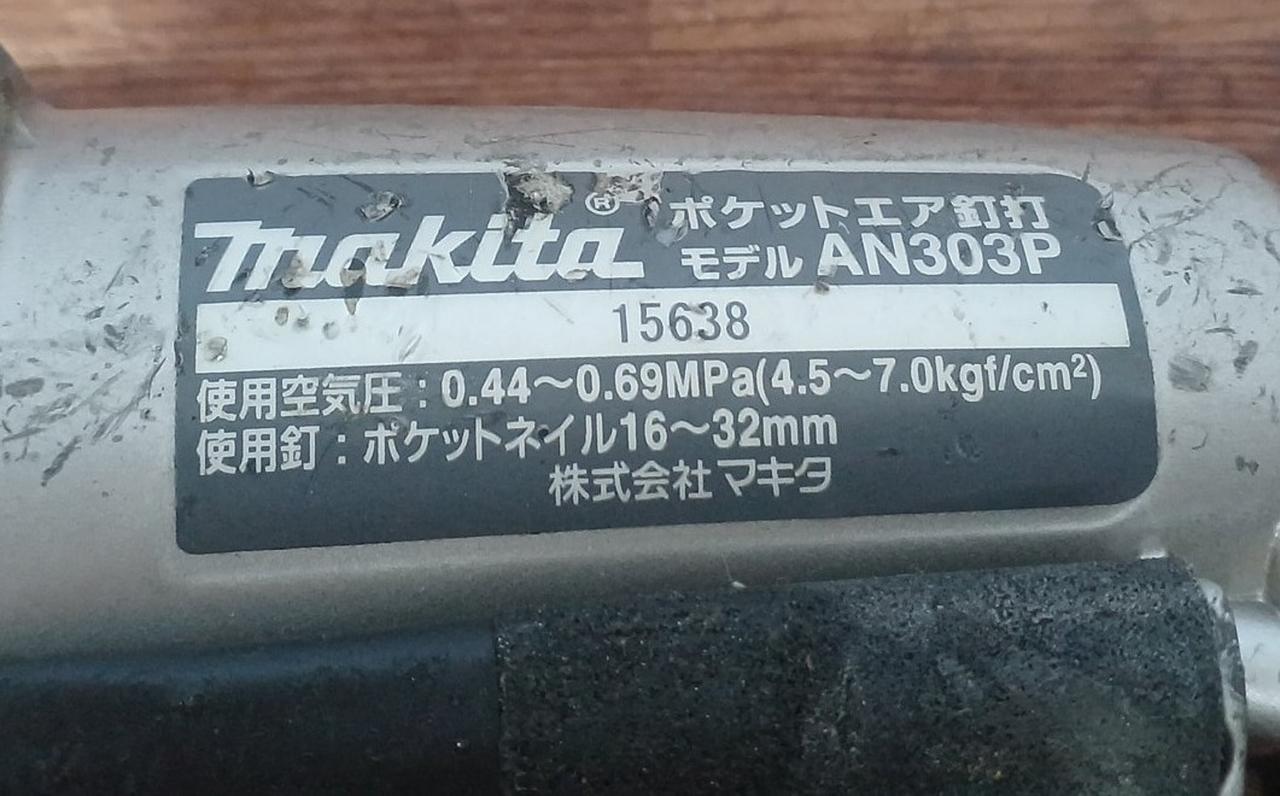 makita® ポケットエア釘打
モデル AN303P
15638
使用空気圧：0.44～0.69MPa(4.5～7.0kgf/cm²)
使用釘：ポケットネイル16～32mm
株式会社マキタ